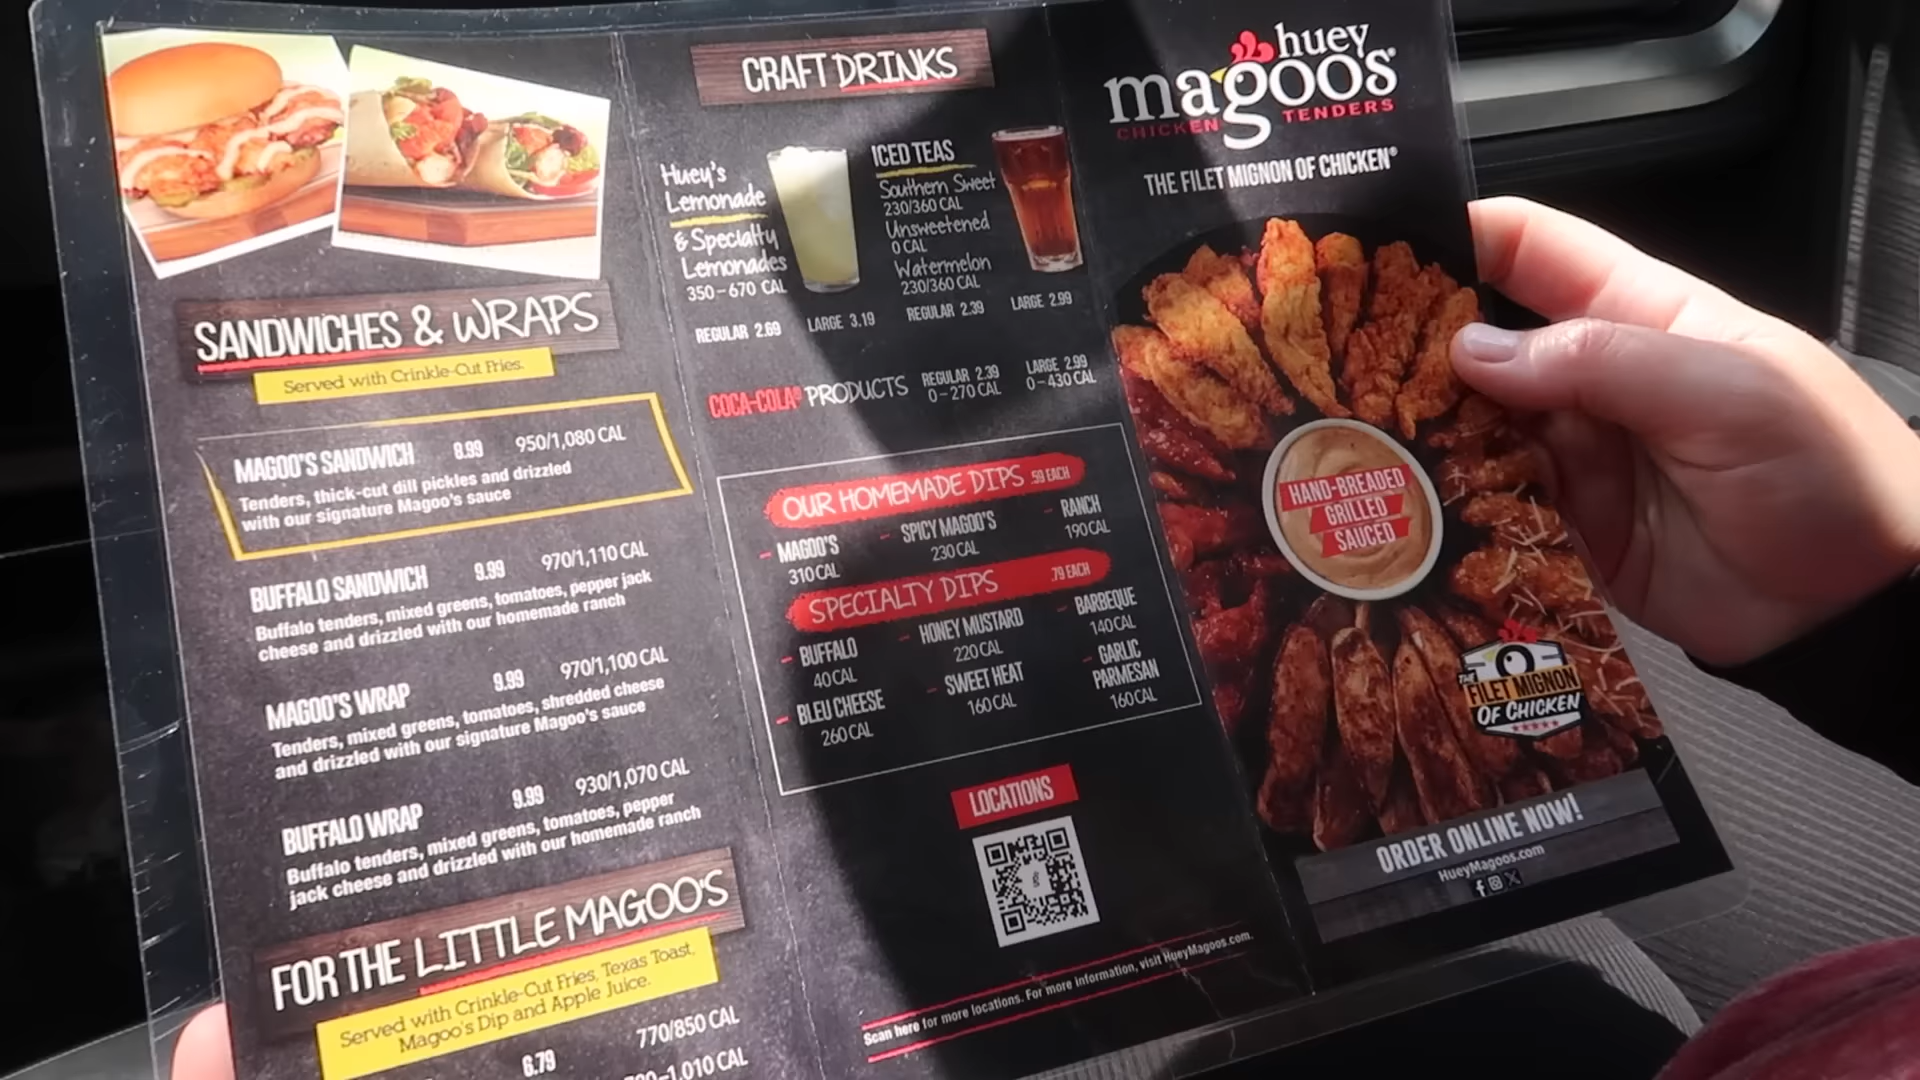 SANDWICHES & WRAPS
Served with Crinkle-Cut Fries.
MAGOO'S SANDWICH 8.99 950/1,080 CAL
Tenders, thick-cut dill pickles and drizzled
with our signature Magoo's sauce
BUFFALO SANDWICH 9.99 970/1,110 CAL
Buffalo tenders, mixed greens, tomatoes, pepper jack
cheese and drizzled with our homemade ranch
MAGOO'S WRAP 9.99 970/1,100 CAL
Tenders, mixed greens, tomatoes, shredded cheese
and drizzled with our signature Magoo's sauce
BUFFALO WRAP 9.99 930/1,070 CAL
Buffalo tenders, mixed greens, tomatoes, pepper
jack cheese and drizzled with our homemade ranch
FOR THE LITTLE MAGOO'S
Served with Crinkle-Cut Fries, Texas Toast,
Magoo's Dip and Apple Juice.
6.79 770/850 CAL
1,010 CAL
CRAFT DRINKS
Huey's
Lemonade
& Specialty
Lemonades
350-670 CAL
REGULAR 2.69 LARGE 3.19
ICED TEAS
Southern Sweet
230/360 CAL
Unsweetened
0 CAL
Watermelon
230/360 CAL
REGULAR 2.39 LARGE 2.99
COCA-COLA® PRODUCTS
REGULAR 2.39 LARGE 2.99
0-270 CAL 0-430 CAL
OUR HOMEMADE DIPS .59 EACH
MAGOO'S SPICY MAGOO'S RANCH
310 CAL 230 CAL 190 CAL
SPECIALTY DIPS .79 EACH
BUFFALO HONEY MUSTARD BARBEQUE
40 CAL 220 CAL 140 CAL
BLEU CHEESE SWEET HEAT GARLIC
PARMESAN
260 CAL 160 CAL 160 CAL
LOCATIONS
Scan here for more locations. For more information, visit HueyMagoos.com.
huey
magoos®
CHICKEN TENDERS
THE FILET MIGNON OF CHICKEN®
HAND-BREADED
GRILLED
SAUCED
THE
FILET MIGNON
OF CHICKEN
ORDER ONLINE NOW!
HueyMagoos.com